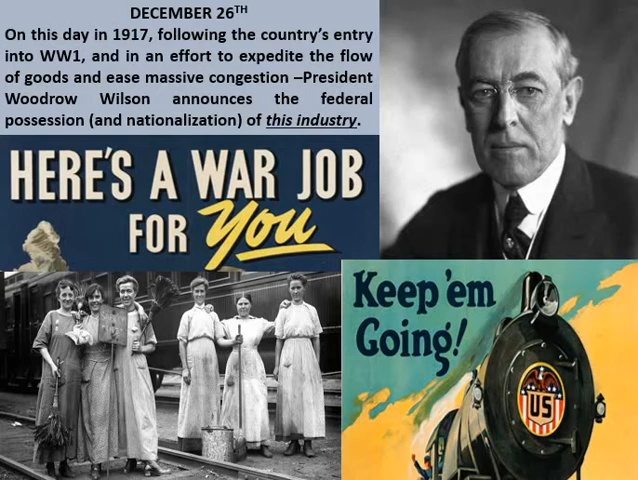 DECEMBER 26TH
On this day in 1917, following the country’s entry
into WW1, and in an effort to expedite the flow
of goods and ease massive congestion –President
Woodrow Wilson announces the federal
possession (and nationalization) of this industry.
HERE'S A WAR JOB
FOR You
Keep 'em
Going!
US